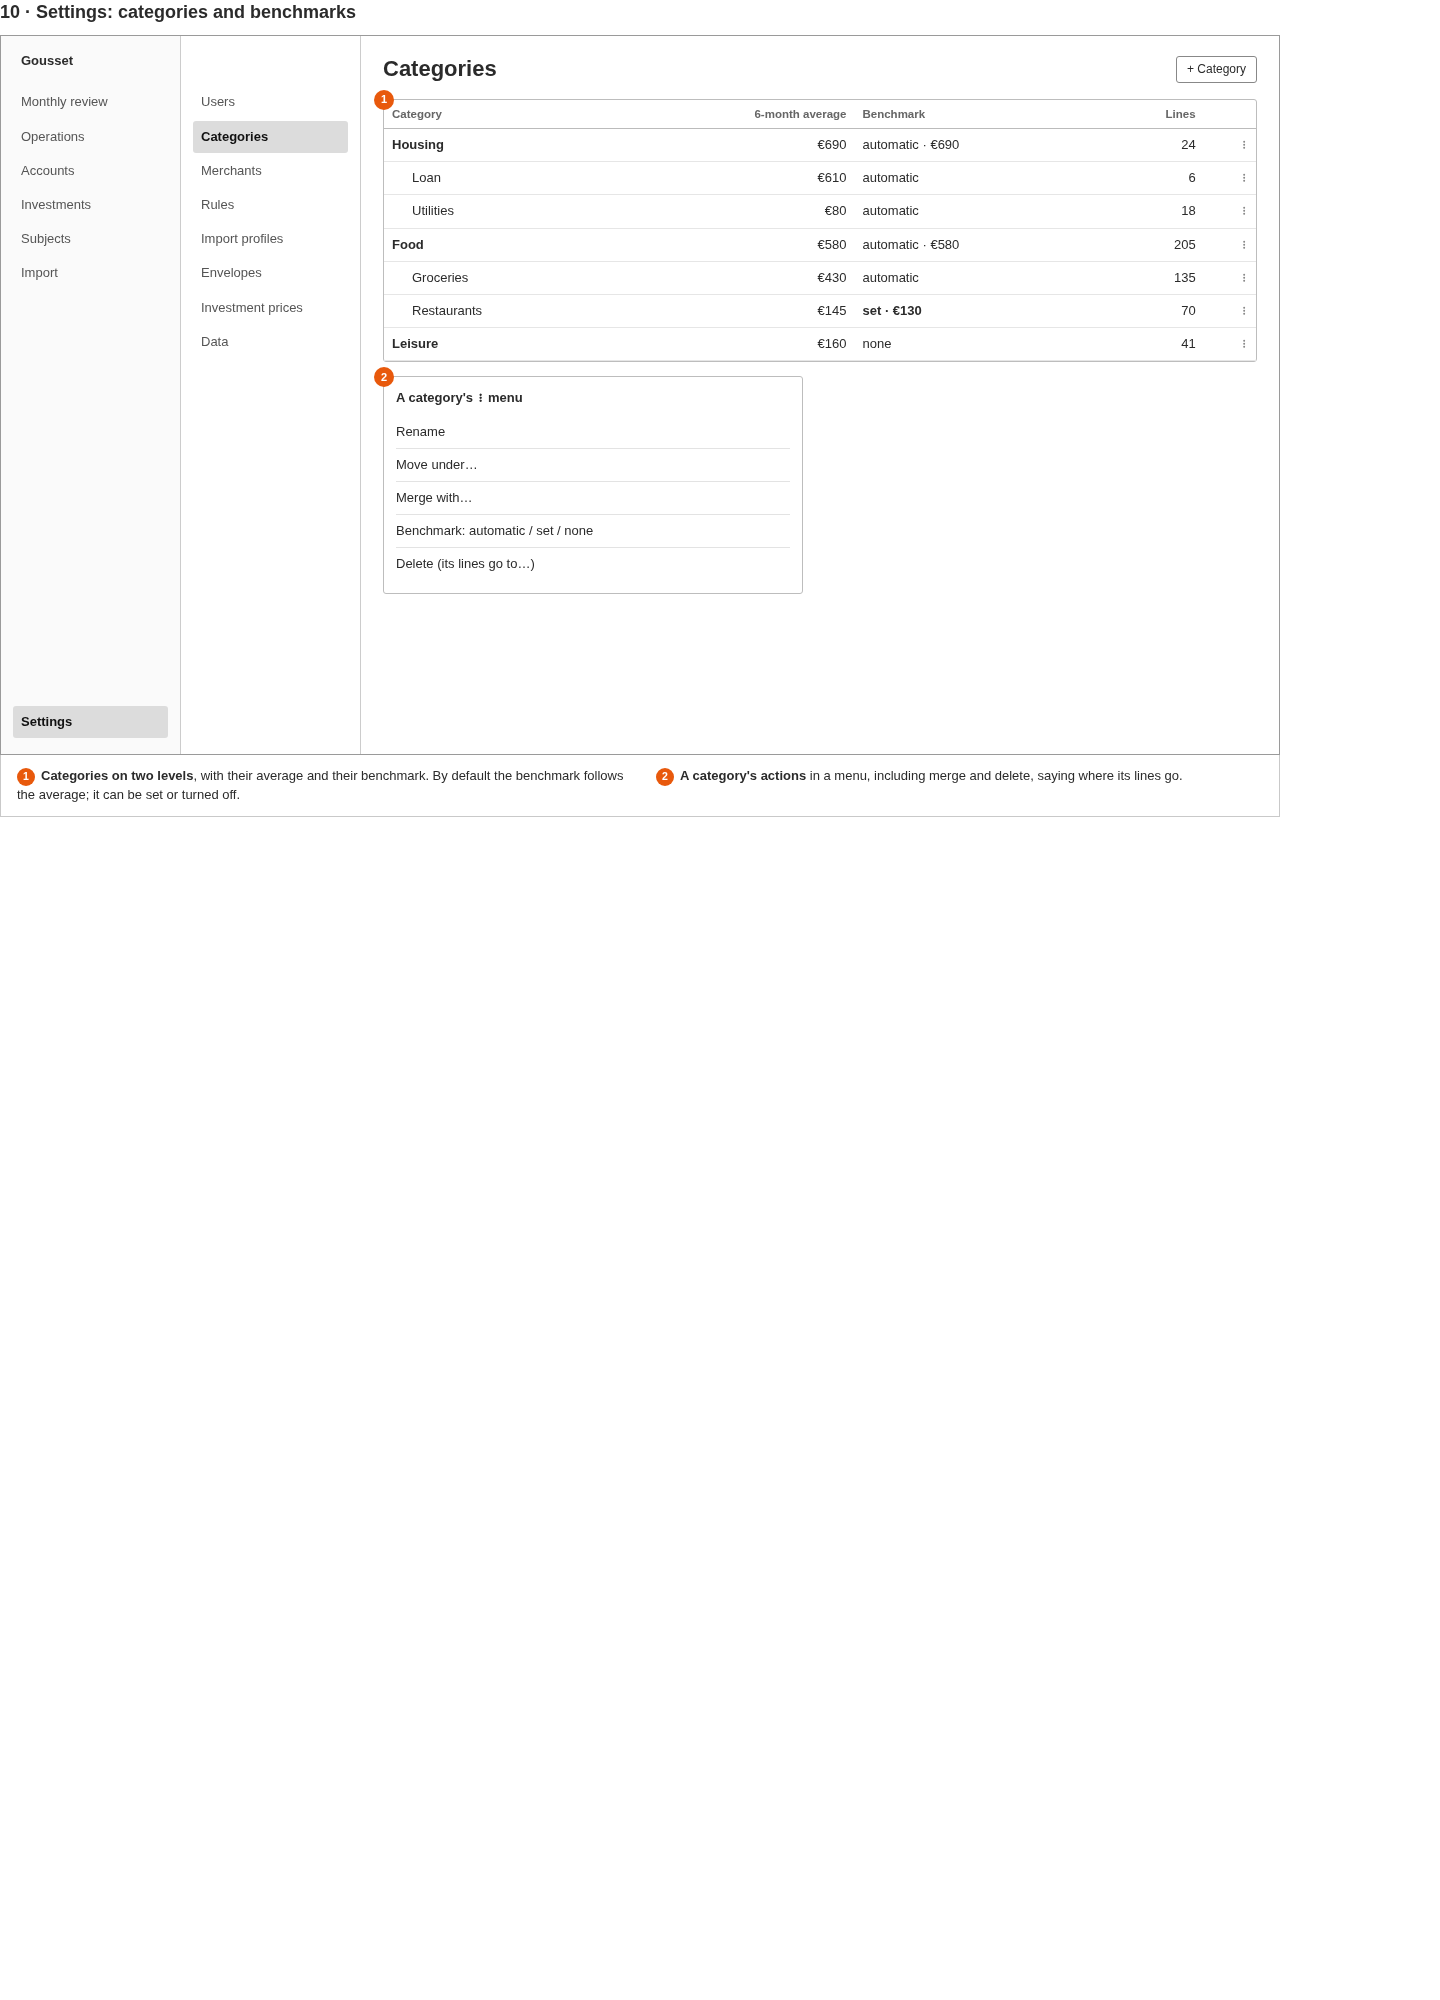 10 · Settings: categories and benchmarks
Gousset
Monthly review
Operations
Accounts
Investments
Subjects
Import
Settings
Users
Categories
Merchants
Rules
Import profiles
Envelopes
Investment prices
Data
Categories
+ Category
1
Category 6-month average Benchmark Lines
Housing €690 automatic · €690 24 ⁝
Loan €610 automatic 6 ⁝
Utilities €80 automatic 18 ⁝
Food €580 automatic · €580 205 ⁝
Groceries €430 automatic 135 ⁝
Restaurants €145 set · €130 70 ⁝
Leisure €160 none 41 ⁝
2
A category's ⁝ menu
Rename
Move under…
Merge with…
Benchmark: automatic / set / none
Delete (its lines go to…)
1 Categories on two levels, with their average and their benchmark. By default the benchmark follows
the average; it can be set or turned off.
2 A category's actions in a menu, including merge and delete, saying where its lines go.